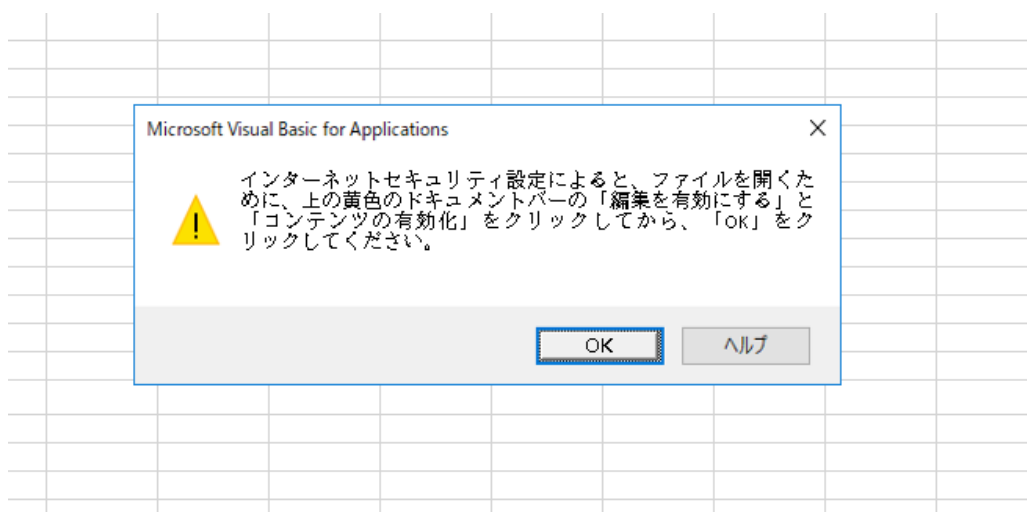 Microsoft Visual Basic for Applications
インターネットセキュリティ設定によると、ファイルを開くた
めに、上の黄色のドキュメントバーの「編集を有効にする」と
「コンテンツの有効化」をクリックしてから、「OK」をク
リックしてください。
OK
ヘルプ